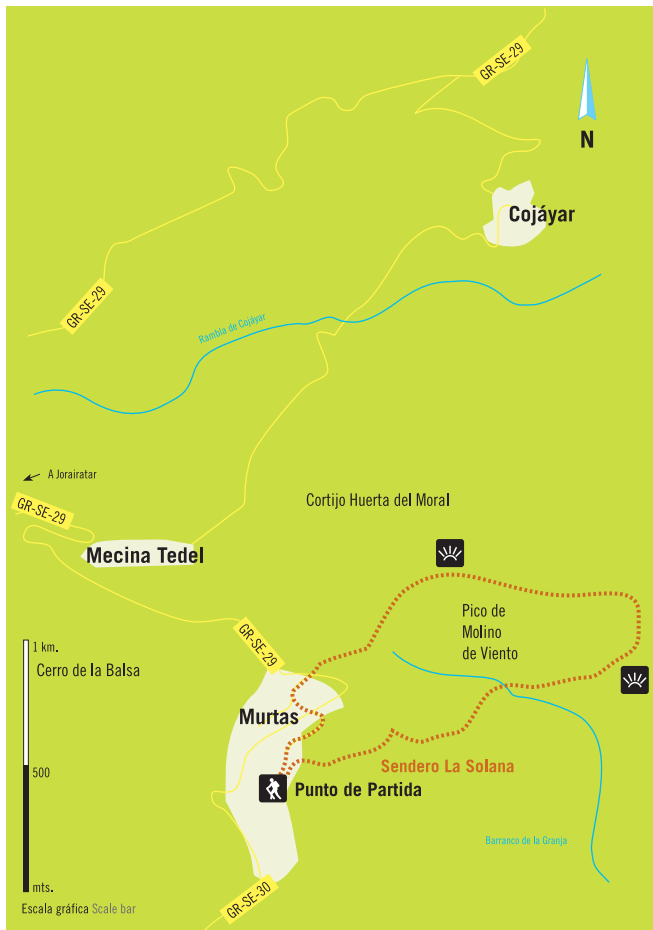 GR-SE-29
N
Cojáyar
GR-SE-29
Rambla de Cojáyar
A Jorairatar
Cortijo Huerta del Moral
GR-SE-29
Mecina Tedel
Pico de
Molino
de Viento
GR-SE-29
1 km.
Cerro de la Balsa
Murtas
Sendero La Solana
500
Punto de Partida
Barranco de la Granja
mts.
GR-SE-30
Escala gráfica Scale bar